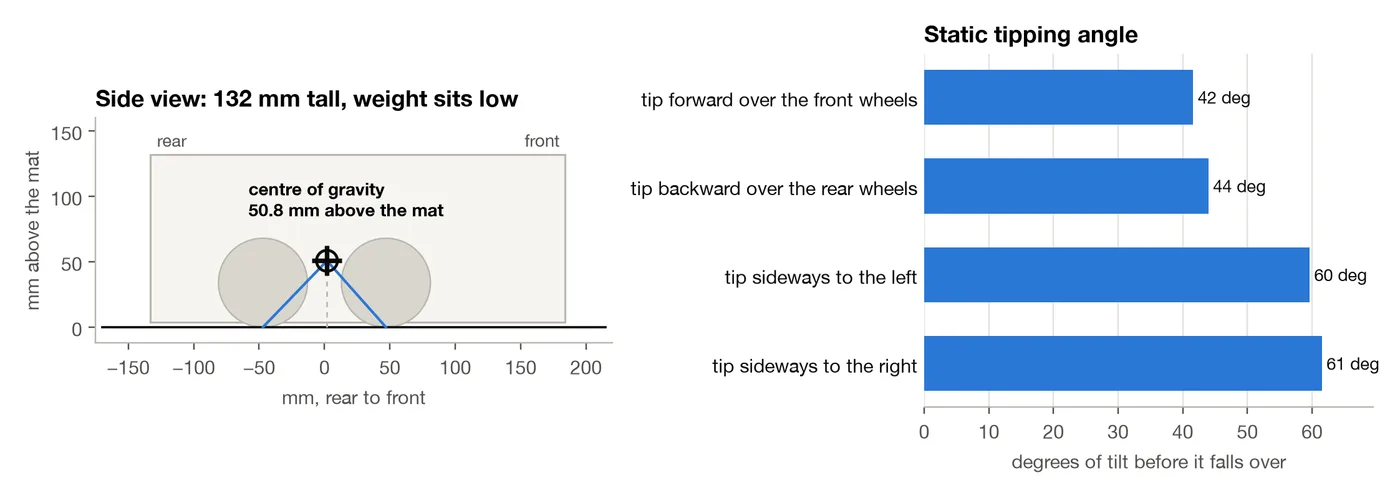 Side view: 132 mm tall, weight sits low
mm above the mat
150
100
50
0
rear
front
centre of gravity
50.8 mm above the mat
−150
−100
−50
0
50
100
150
200
mm, rear to front
Static tipping angle
tip forward over the front wheels
42 deg
tip backward over the rear wheels
44 deg
tip sideways to the left
60 deg
tip sideways to the right
61 deg
0
10
20
30
40
50
60
degrees of tilt before it falls over